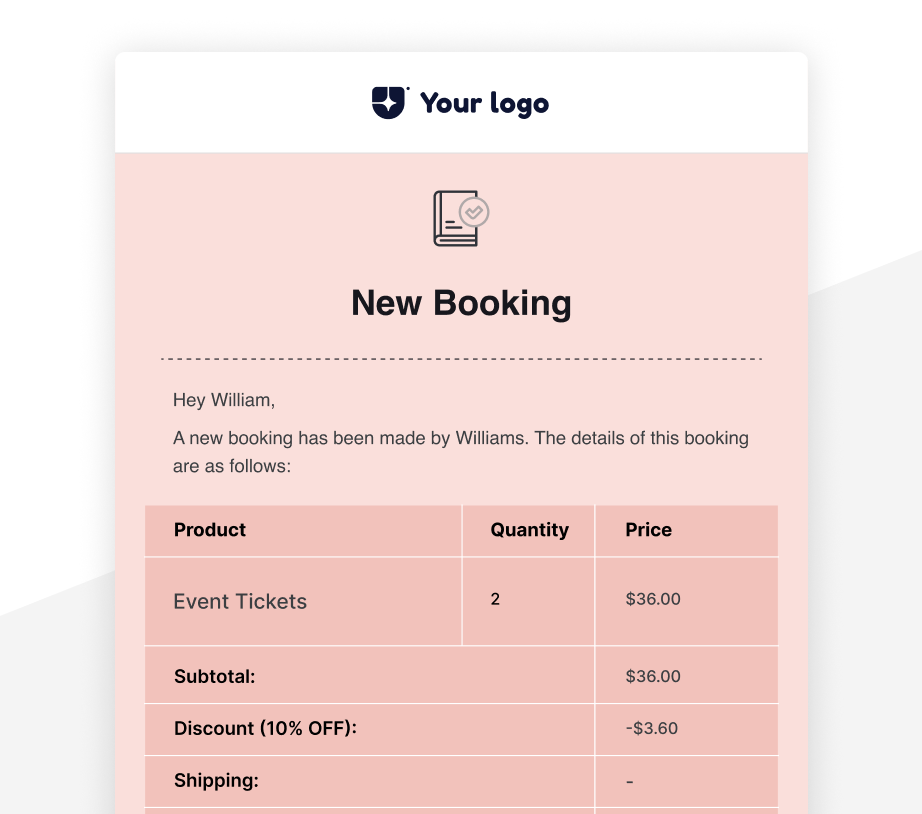 Your logo
New Booking
Hey William,
A new booking has been made by Williams. The details of this booking
are as follows:
Product Quantity Price
Event Tickets 2 $36.00
Subtotal: $36.00
Discount (10% OFF): -$3.60
Shipping: -